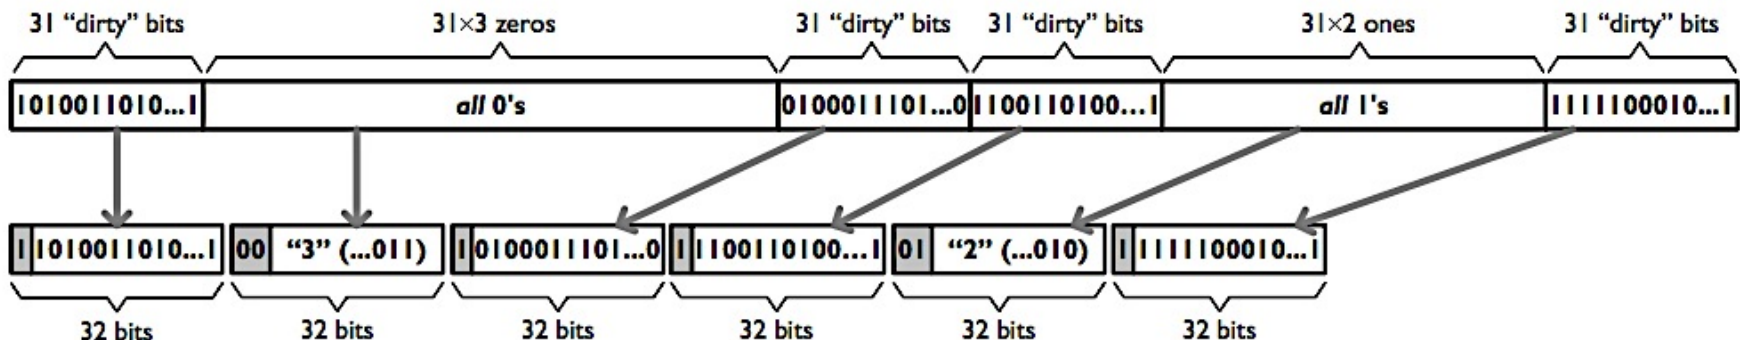 31 “dirty” bits 31×3 zeros 31 “dirty” bits 31 “dirty” bits 31×2 ones 31 “dirty” bits
1010011010...1 all 0's 0100011101...0 1100110100...1 all 1's 1111100010...1
1 1010011010...1 00 “3” (...011) 1 0100011101...0 1 1100110100...1 01 “2” (...010) 1 1111100010...1
32 bits 32 bits 32 bits 32 bits 32 bits 32 bits